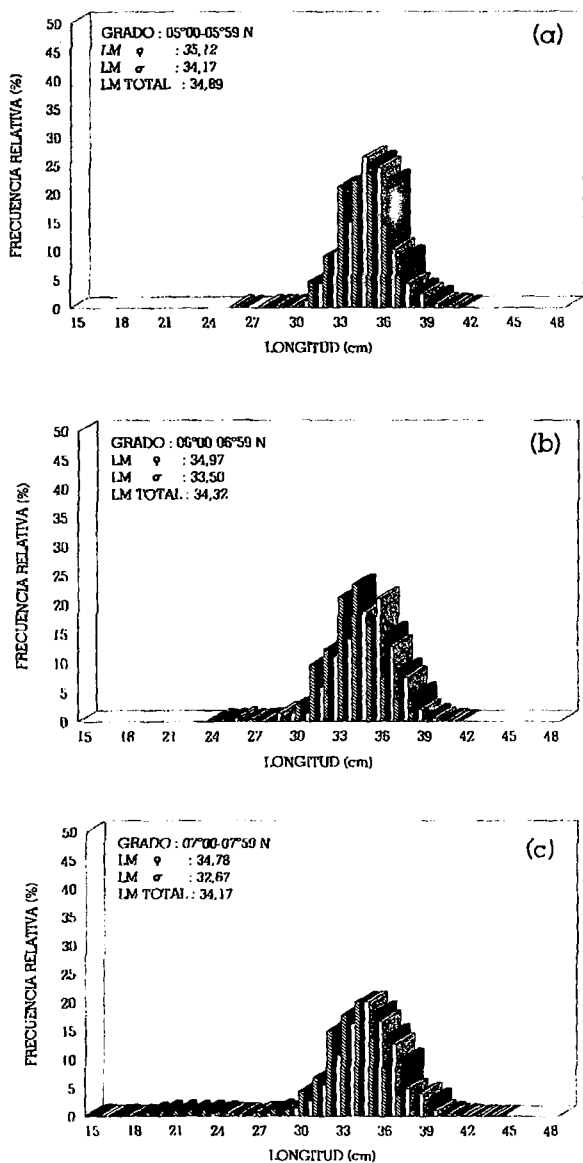 (a)
GRADO : 05°00-05°59 N
LM ♀ : 35,12
LM ♂ : 34,17
LM TOTAL : 34,89
FRECUENCIA RELATIVA (%)
50
45
40
35
30
25
20
15
10
5
0
15 18 21 24 27 30 33 36 39 42 45 48
LONGITUD (cm)
(b)
GRADO : 06°00 06°59 N
LM ♀ : 34,97
LM ♂ : 33,50
LM TOTAL : 34,32
FRECUENCIA RELATIVA (%)
50
45
40
35
30
25
20
15
10
5
0
15 18 21 24 27 30 33 36 39 42 45 48
LONGITUD (cm)
(c)
GRADO : 07°00-07°59 N
LM ♀ : 34,78
LM ♂ : 32,67
LM TOTAL : 34,17
FRECUENCIA RELATIVA (%)
50
45
40
35
30
25
20
15
10
5
0
15 18 21 24 27 30 33 36 39 42 45 48
LONGITUD (cm)